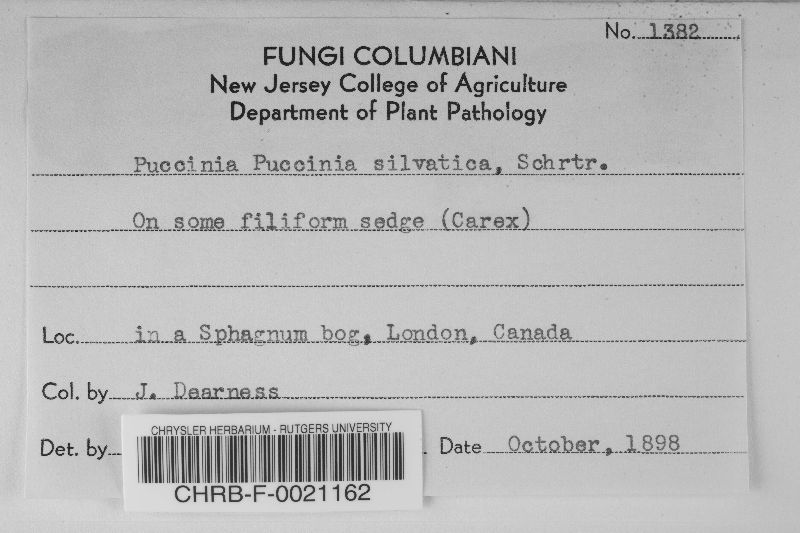 No. 1382
FUNGI COLUMBIANI
New Jersey College of Agriculture
Department of Plant Pathology
Puccinia Puccinia silvatica, Schrtr.
On some filiform sedge (Carex)
Loc. in a Sphagnum bog, London, Canada
Col. by J. Dearness
Det. by
Date October, 1898
CHRYSLER HERBARIUM - RUTGERS UNIVERSITY
CHRB-F-0021162